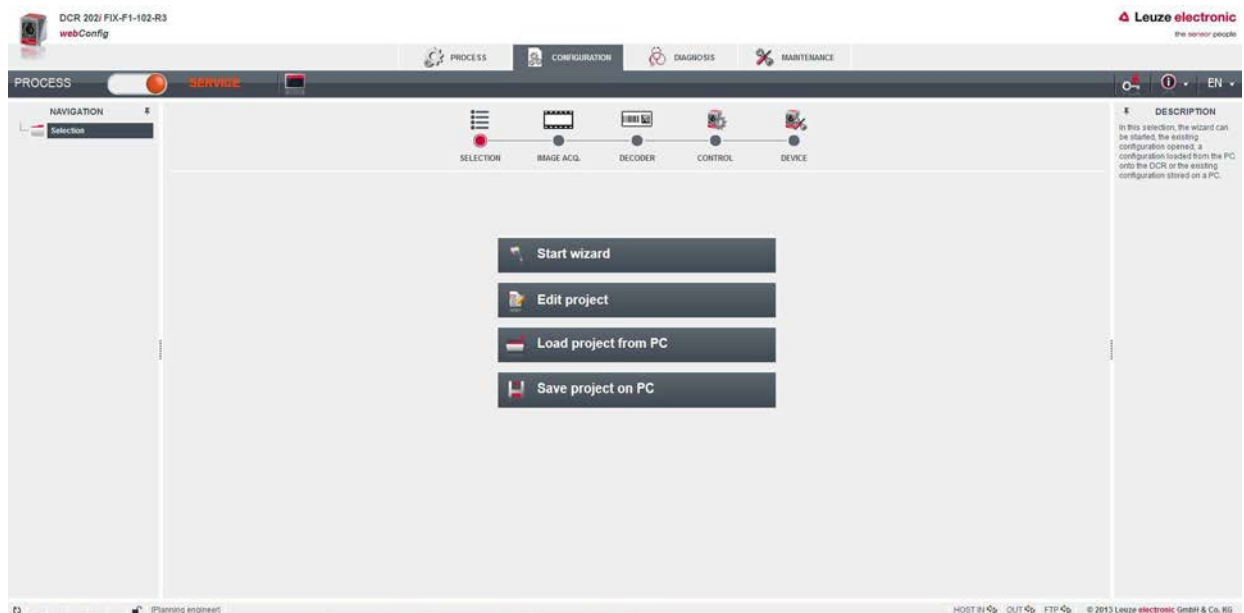 DCR 202i FIX-F1-102-R3
webConfig
Leuze electronic
the sensor people
PROCESS
CONFIGURATION
DIAGNOSIS
MAINTENANCE
PROCESS
SERVICE
EN
NAVIGATION
Selection
SELECTION
IMAGE ACQ.
DECODER
CONTROL
DEVICE
Start wizard
Edit project
Load project from PC
Save project on PC
DESCRIPTION
In this selection, the wizard can
be started, the existing
configuration opened, a
configuration loaded from the PC
onto the DCR or the existing
configuration stored on a PC.
(Planning engineer)
HOST IN OUT FTP © 2013 Leuze electronic GmbH & Co. KG